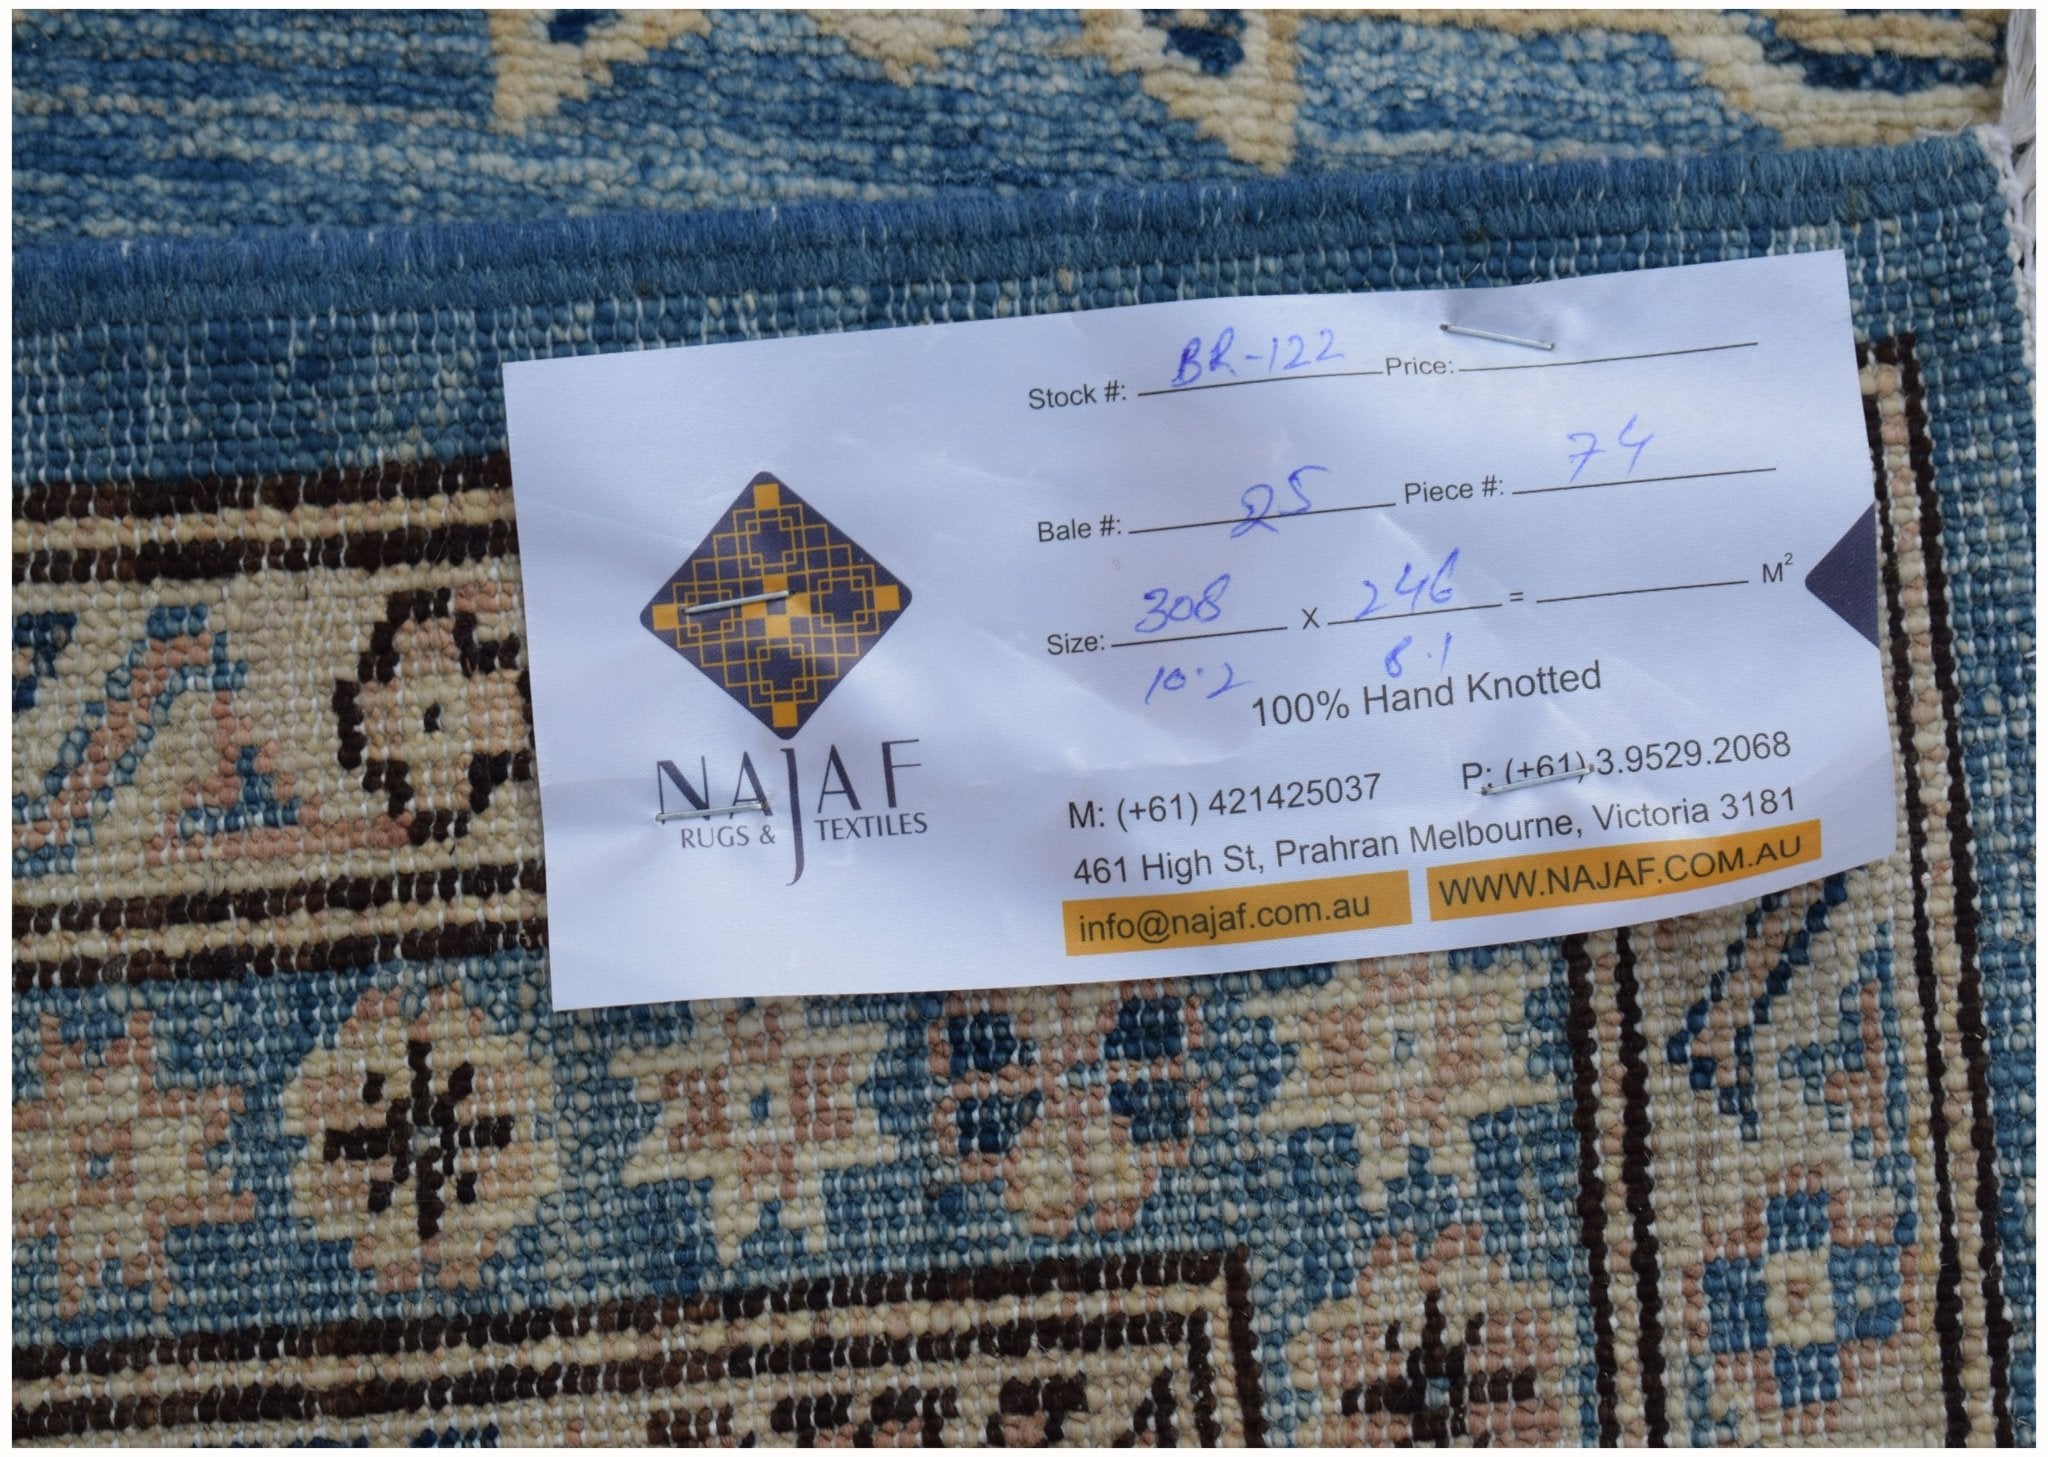 Stock #: BR-122 Price:
Bale #: 25 Piece #: 74
Size: 308 X 246 = M²
10.2 8.1
100% Hand Knotted
NAJAF
RUGS & TEXTILES
M: (+61) 421425037 P: (+61) 3.9529.2068
461 High St, Prahran Melbourne, Victoria 3181
info@najaf.com.au WWW.NAJAF.COM.AU